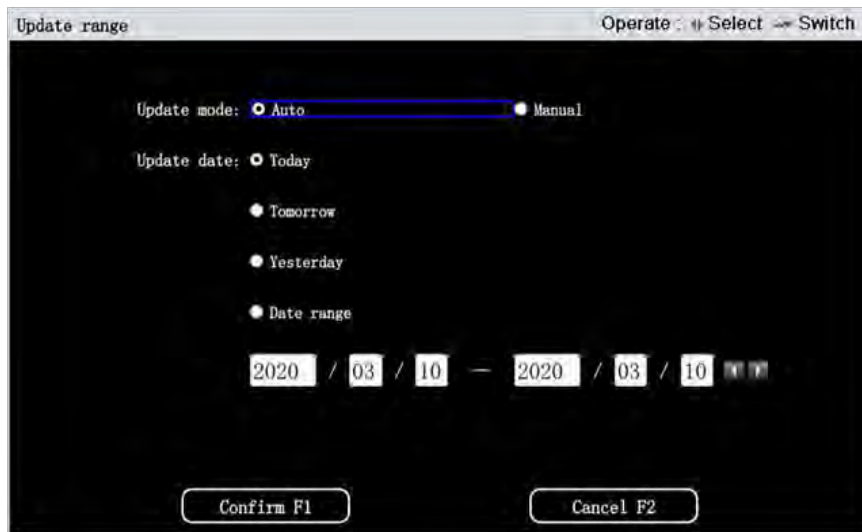 Update range Operate : Select Switch
Update mode: Auto Manual
Update date: Today
Tomorrow
Yesterday
Date range
2020 / 03 / 10 — 2020 / 03 / 10
Confirm F1 Cancel F2